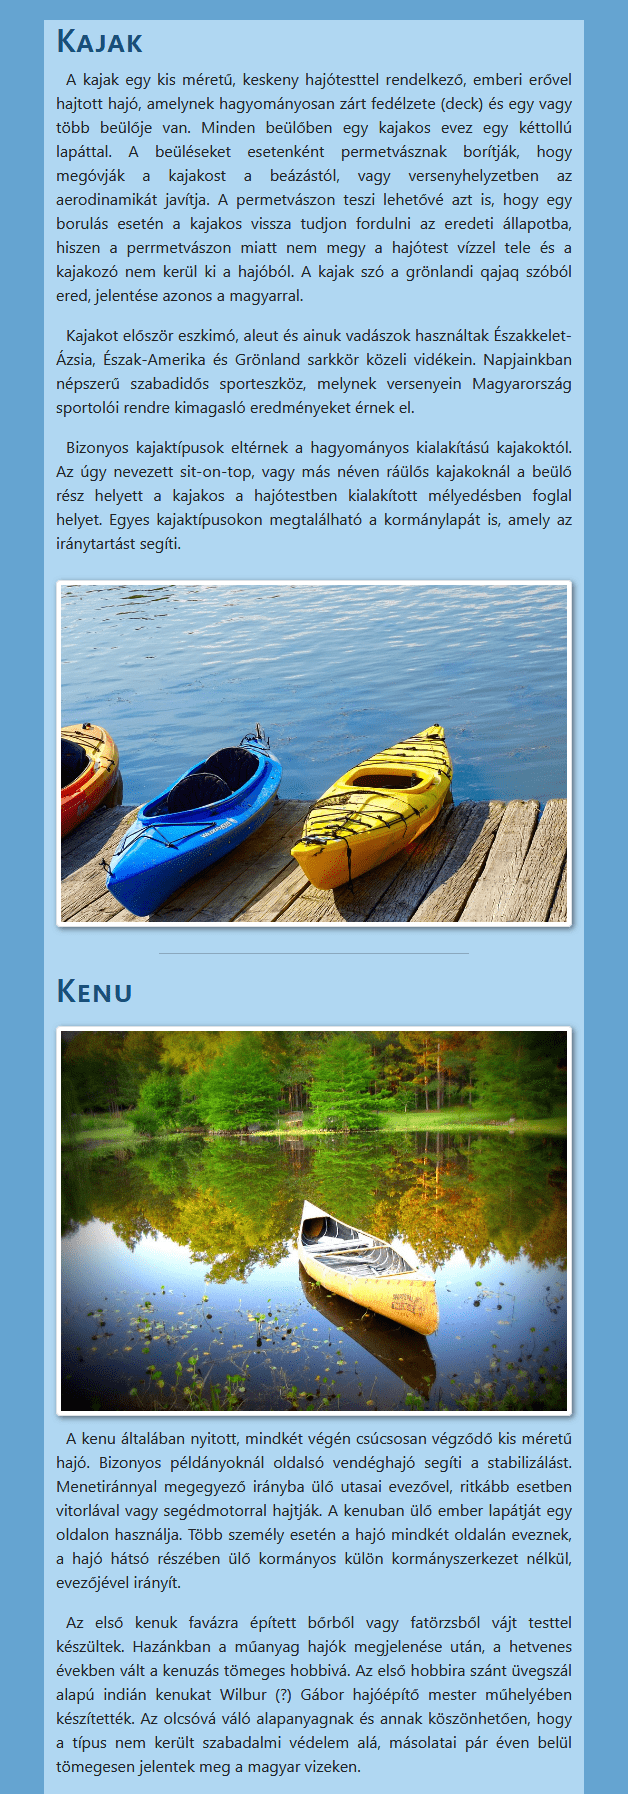 Kajak
A kajak egy kis méretű, keskeny hajótesttel rendelkező, emberi erővel
hajtott hajó, amelynek hagyományosan zárt fedélzete (deck) és egy vagy
több beülője van. Minden beülőben egy kajakos evez egy kéttollú
lapáttal. A beüléseket esetenként permetvásznak borítják, hogy
megóvják a kajakost a beázástól, vagy versenyhelyzetben az
aerodinamikát javítja. A permetvászon teszi lehetővé azt is, hogy egy
borulás esetén a kajakos vissza tudjon fordulni az eredeti állapotba,
hiszen a perrmetvászon miatt nem megy a hajótest vízzel tele és a
kajakozó nem kerül ki a hajóból. A kajak szó a grönlandi qajaq szóból
ered, jelentése azonos a magyarral.
Kajakot először eszkimó, aleut és ainuk vadászok használtak Északkelet-
Ázsia, Észak-Amerika és Grönland sarkkör közeli vidékein. Napjainkban
népszerű szabadidős sporteszköz, melynek versenyein Magyarország
sportolói rendre kimagasló eredményeket érnek el.
Bizonyos kajaktípusok eltérnek a hagyományos kialakítású kajakoktól.
Az úgy nevezett sit-on-top, vagy más néven ráülős kajakoknál a beülő
rész helyett a kajakos a hajótestben kialakított mélyedésben foglal
helyet. Egyes kajaktípusokon megtalálható a kormánylapát is, amely az
iránytartást segíti.
Kenu
A kenu általában nyitott, mindkét végén csúcsosan végződő kis méretű
hajó. Bizonyos példányoknál oldalsó vendéghajó segíti a stabilizálást.
Menetiránnyal megegyező irányba ülő utasai evezővel, ritkább esetben
vitorlával vagy segédmotorral hajtják. A kenuban ülő ember lapátját egy
oldalon használja. Több személy esetén a hajó mindkét oldalán eveznek,
a hajó hátsó részében ülő kormányos külön kormányszerkezet nélkül,
evezőjével irányít.
Az első kenuk favázra épített bőrből vagy fatörzsből vájt testtel
készültek. Hazánkban a műanyag hajók megjelenése után, a hetvenes
években vált a kenuzás tömeges hobbivá. Az első hobbira szánt üvegszál
alapú indián kenukat Wilbur (?) Gábor hajóépítő mester műhelyében
készítették. Az olcsóvá váló alapanyagnak és annak köszönhetően, hogy
a típus nem került szabadalmi védelem alá, másolatai pár éven belül
tömegesen jelentek meg a magyar vizeken.